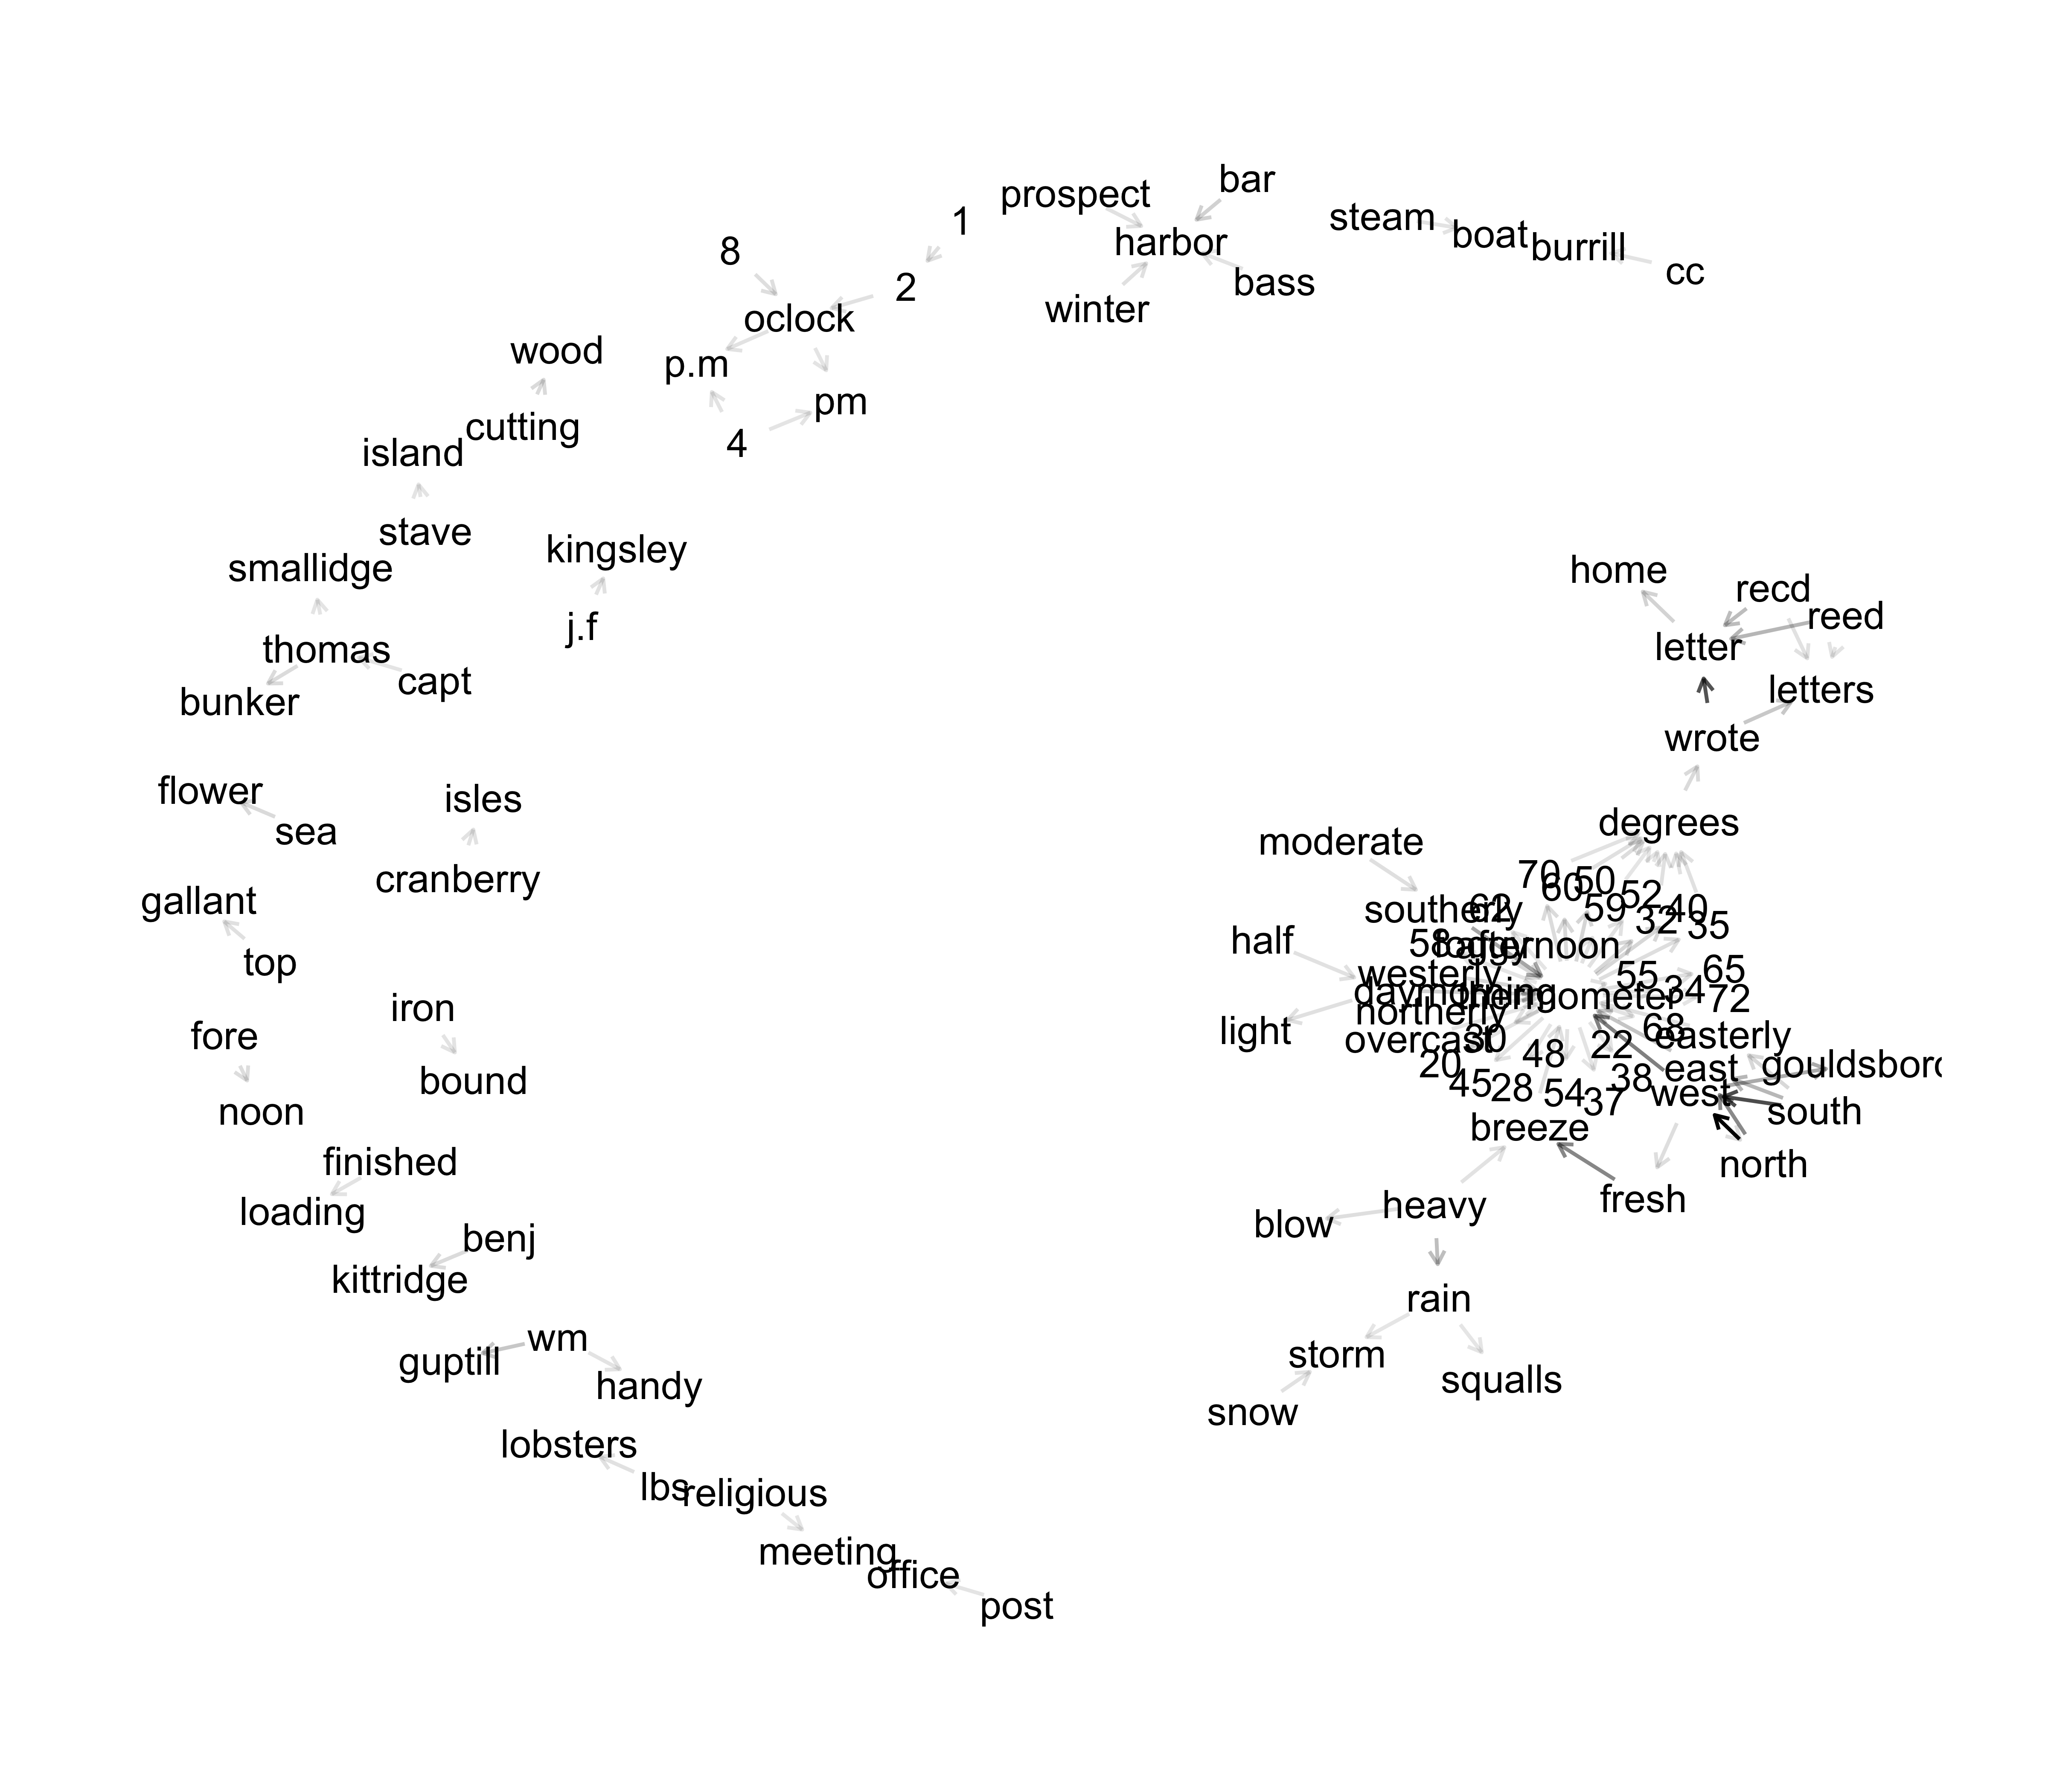 bar
prospect
steam
1
boat
harbor
burrill
8
cc
bass
2
winter
oclock
wood
p.m
pm
cutting
4
island
stave
kingsley
smallidge
home
recd
reed
j.f
letter
thomas
capt
letters
bunker
wrote
flower
isles
degrees
sea
moderate
70
50
cranberry
60
52
gallant
62
59
40
southerly
32
35
half
58
foggy
afternoon
top
65
westerly
55
34
day
morning
thermometer
72
iron
northerly
light
68
fore
overcast
30
easterly
22
48
20
east
gouldsboro
bound
45
38
28
54
west
37
noon
south
breeze
finished
north
fresh
heavy
loading
blow
benj
kittridge
rain
wm
storm
guptill
squalls
handy
snow
lobsters
lbs
religious
meeting
office
post